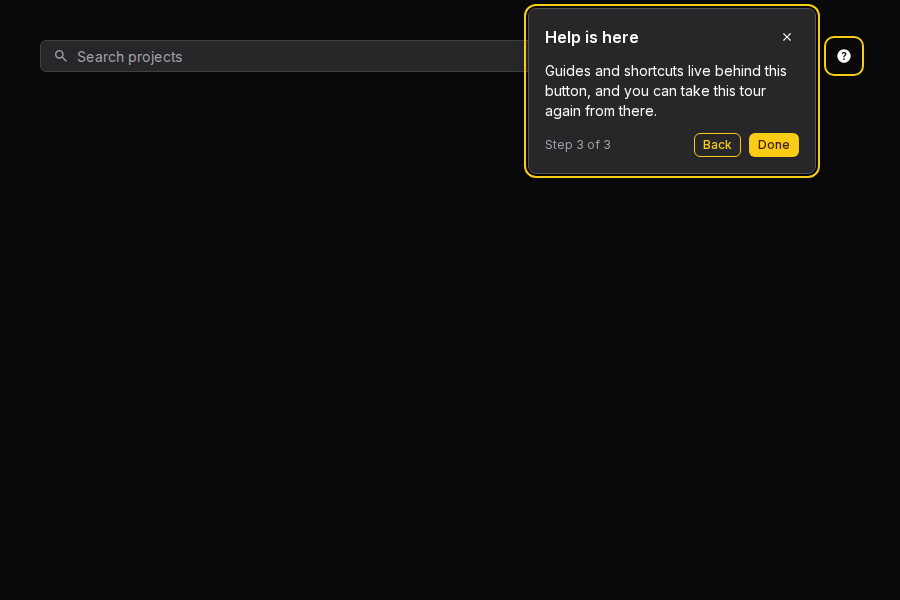 Search projects
Help is here
Guides and shortcuts live behind this
button, and you can take this tour
again from there.
Step 3 of 3
Back
Done